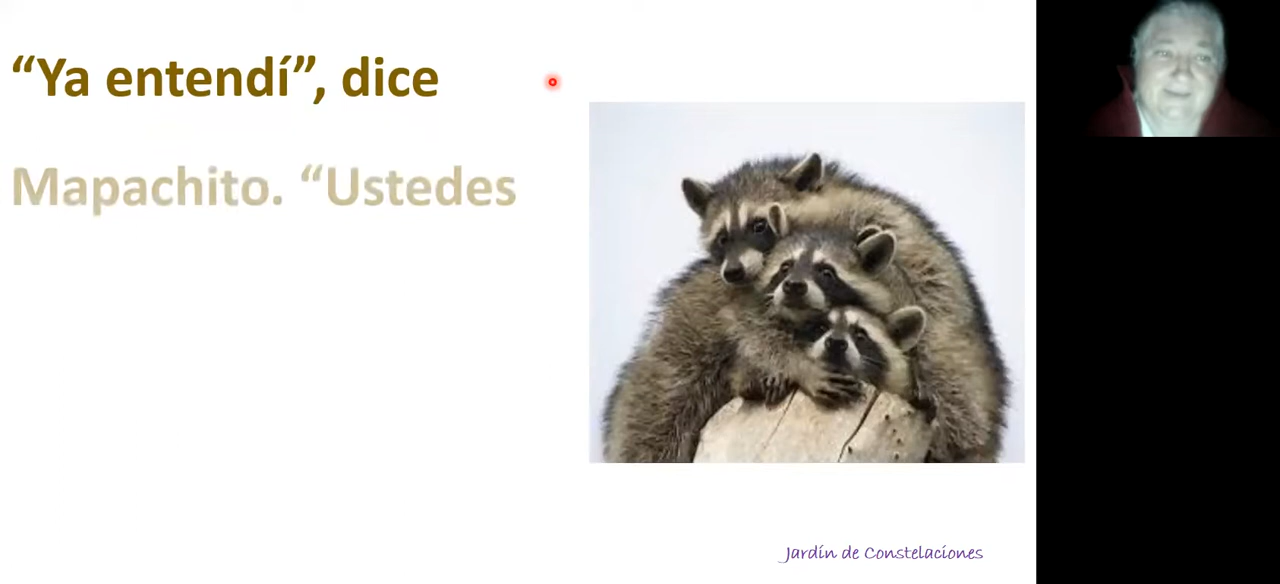 “Ya entendí”, dice
Mapachito. “Ustedes
Jardín de Constelaciones